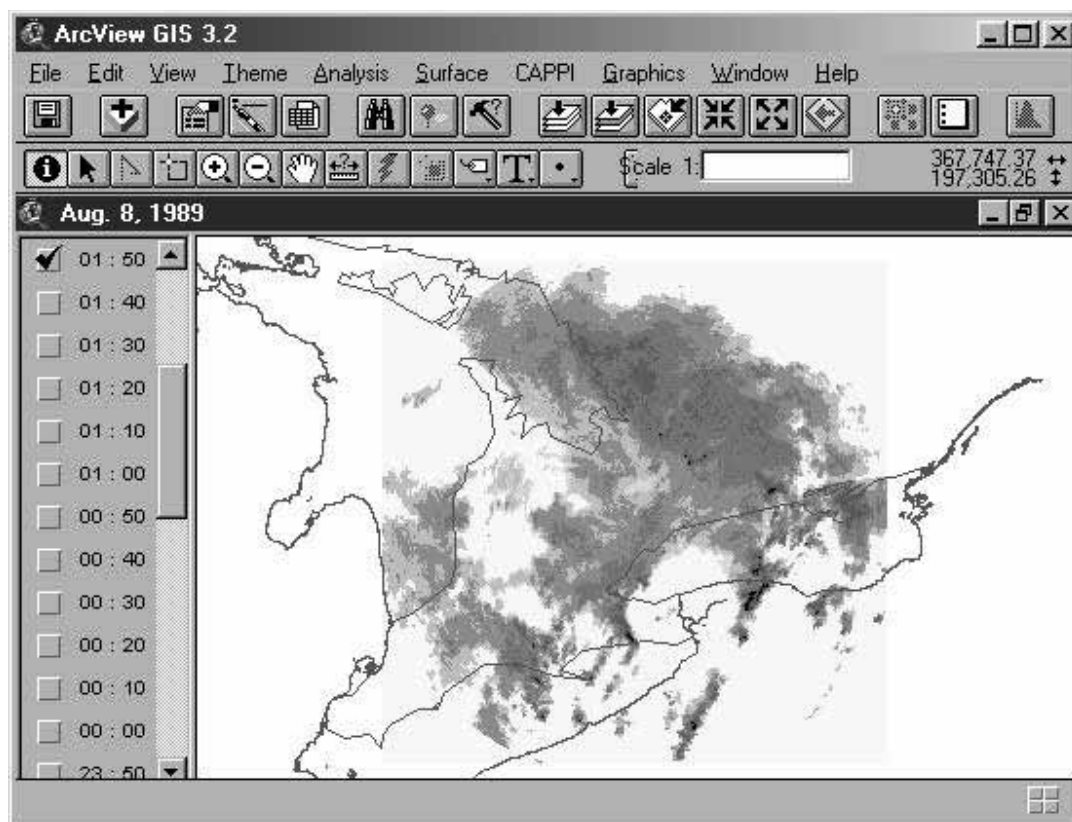 ArcView GIS 3.2
File Edit View Theme Analysis Surface CAPPI Graphics Window Help
Scale 1:
367,747.37
197,305.26
Aug. 8, 1989
01 : 50
01 : 40
01 : 30
01 : 20
01 : 10
01 : 00
00 : 50
00 : 40
00 : 30
00 : 20
00 : 10
00 : 00
23 : 50